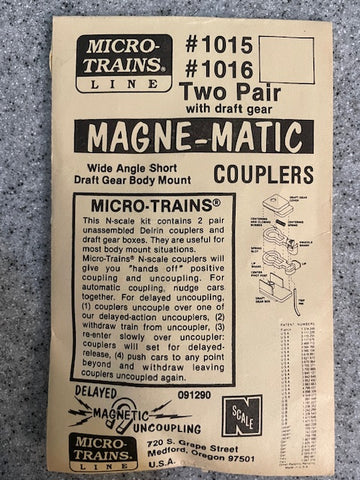 MICRO-
TRAINS®
LINE
#1015
#1016
Two Pair
with draft gear
MAGNE-MATIC
Wide Angle Short
Draft Gear Body Mount
COUPLERS
MICRO-TRAINS®
This N-scale kit contains 2 pair
unassembled Delrin couplers and
draft gear boxes. They are useful for
most body mount situations.
Micro-Trains® N-scale couplers will
give you "hands off" positive
coupling and uncoupling. For
automatic coupling, nudge cars
together. For delayed uncoupling,
(1) couplers uncouple over one of
our delayed-action uncouplers, (2)
withdraw train from uncoupler, (3)
re-enter slowly over uncoupler:
couplers will set for delayed-
release, (4) push cars to any point
beyond and withdraw leaving
couplers uncoupled again.
DELAYED
MAGNETIC
UNCOUPLING
091290
N
SCALE
PATENT NUMBERS
MICRO-
TRAINS®
LINE
720 S. Grape Street
Medford, Oregon 97501
U.S.A.